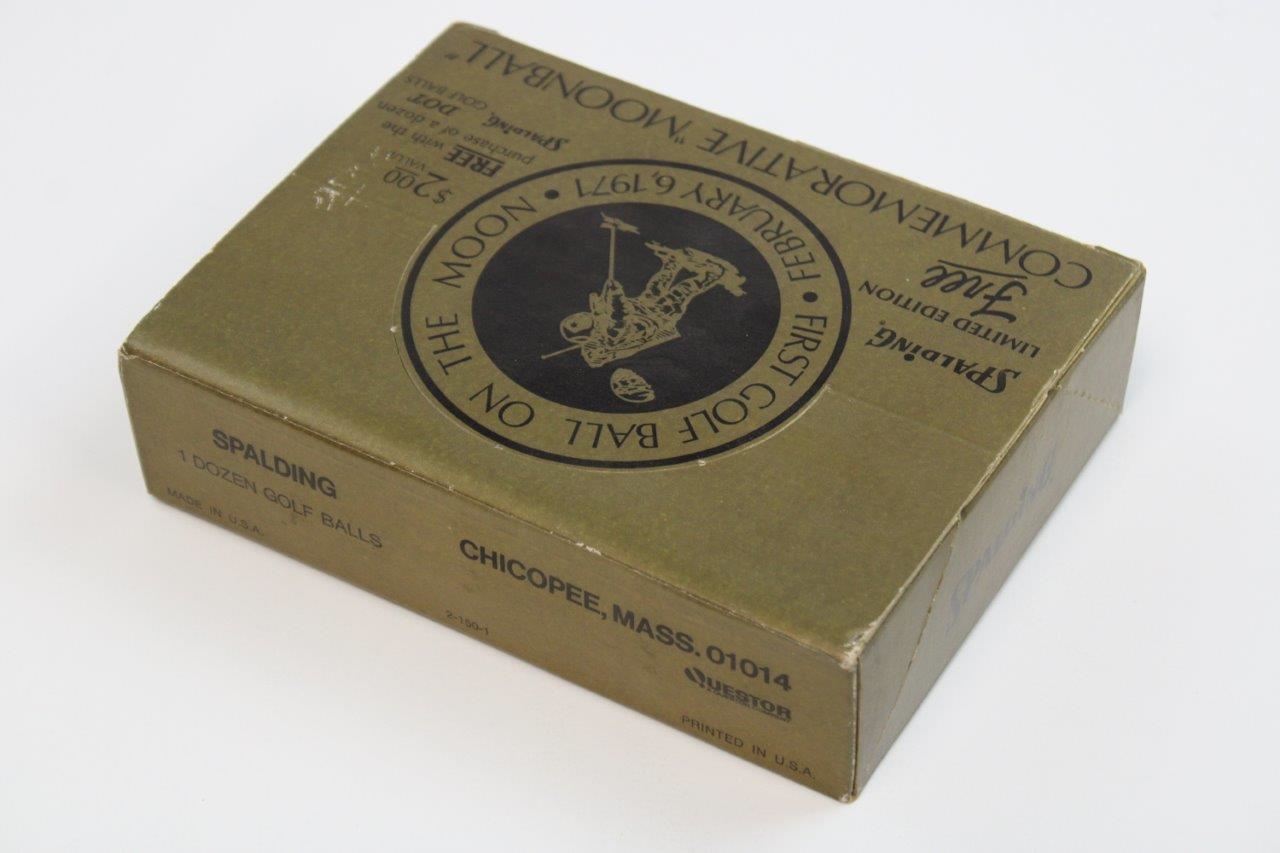 COMMEMORATIVE "MOONBALL"
SPALDING
LIMITED EDITION
Free
FIRST GOLF BALL ON THE MOON • FEBRUARY 6, 1971 •
$2.00 VALUE
FREE with the
purchase of a dozen
SPALDING DOT®
GOLF BALLS
SPALDING
1 DOZEN GOLF BALLS
MADE IN U.S.A.
CHICOPEE, MASS. 01014
2-150-1
QUESTOR
PRINTED IN U.S.A.
Spalding